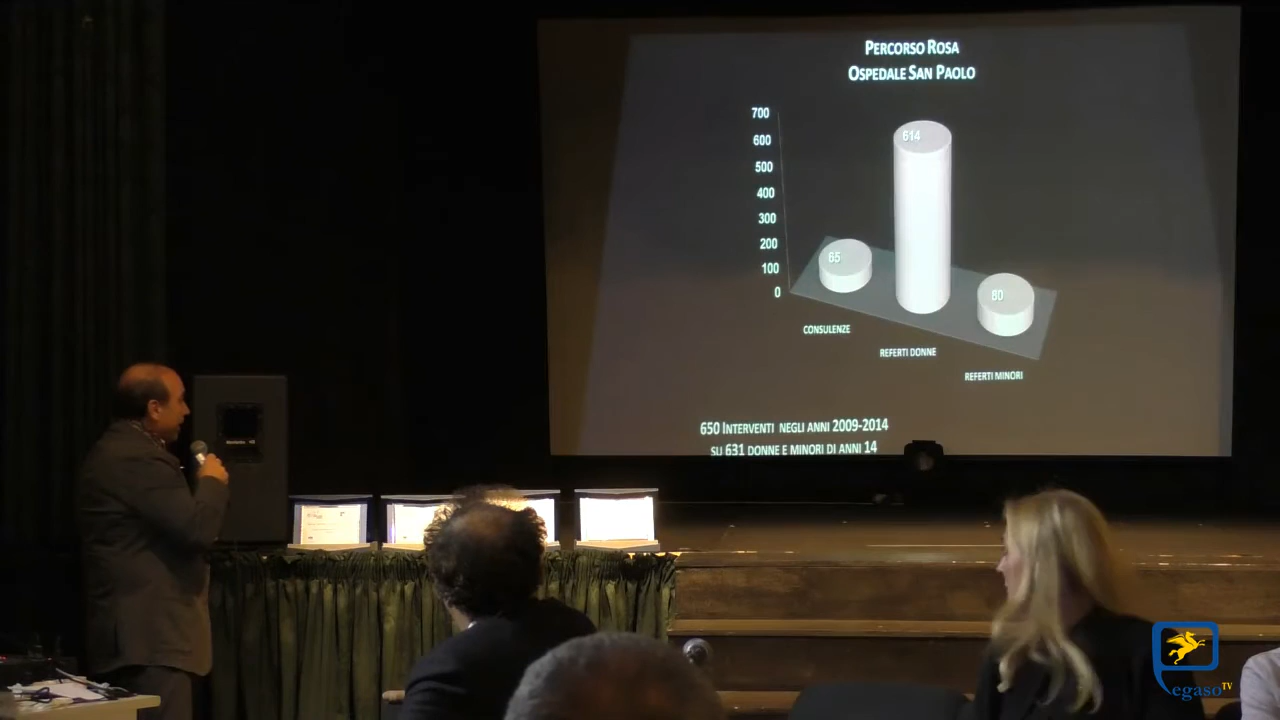 PERCORSO ROSA
OSPEDALE SAN PAOLO
700
600
500
400
300
200
100
0
65
614
80
CONSULENZE
REFERTI DONNE
REFERTI MINORI
650 INTERVENTI NEGLI ANNI 2009-2014
SU 631 DONNE E MINORI DI ANNI 14
egaso TV